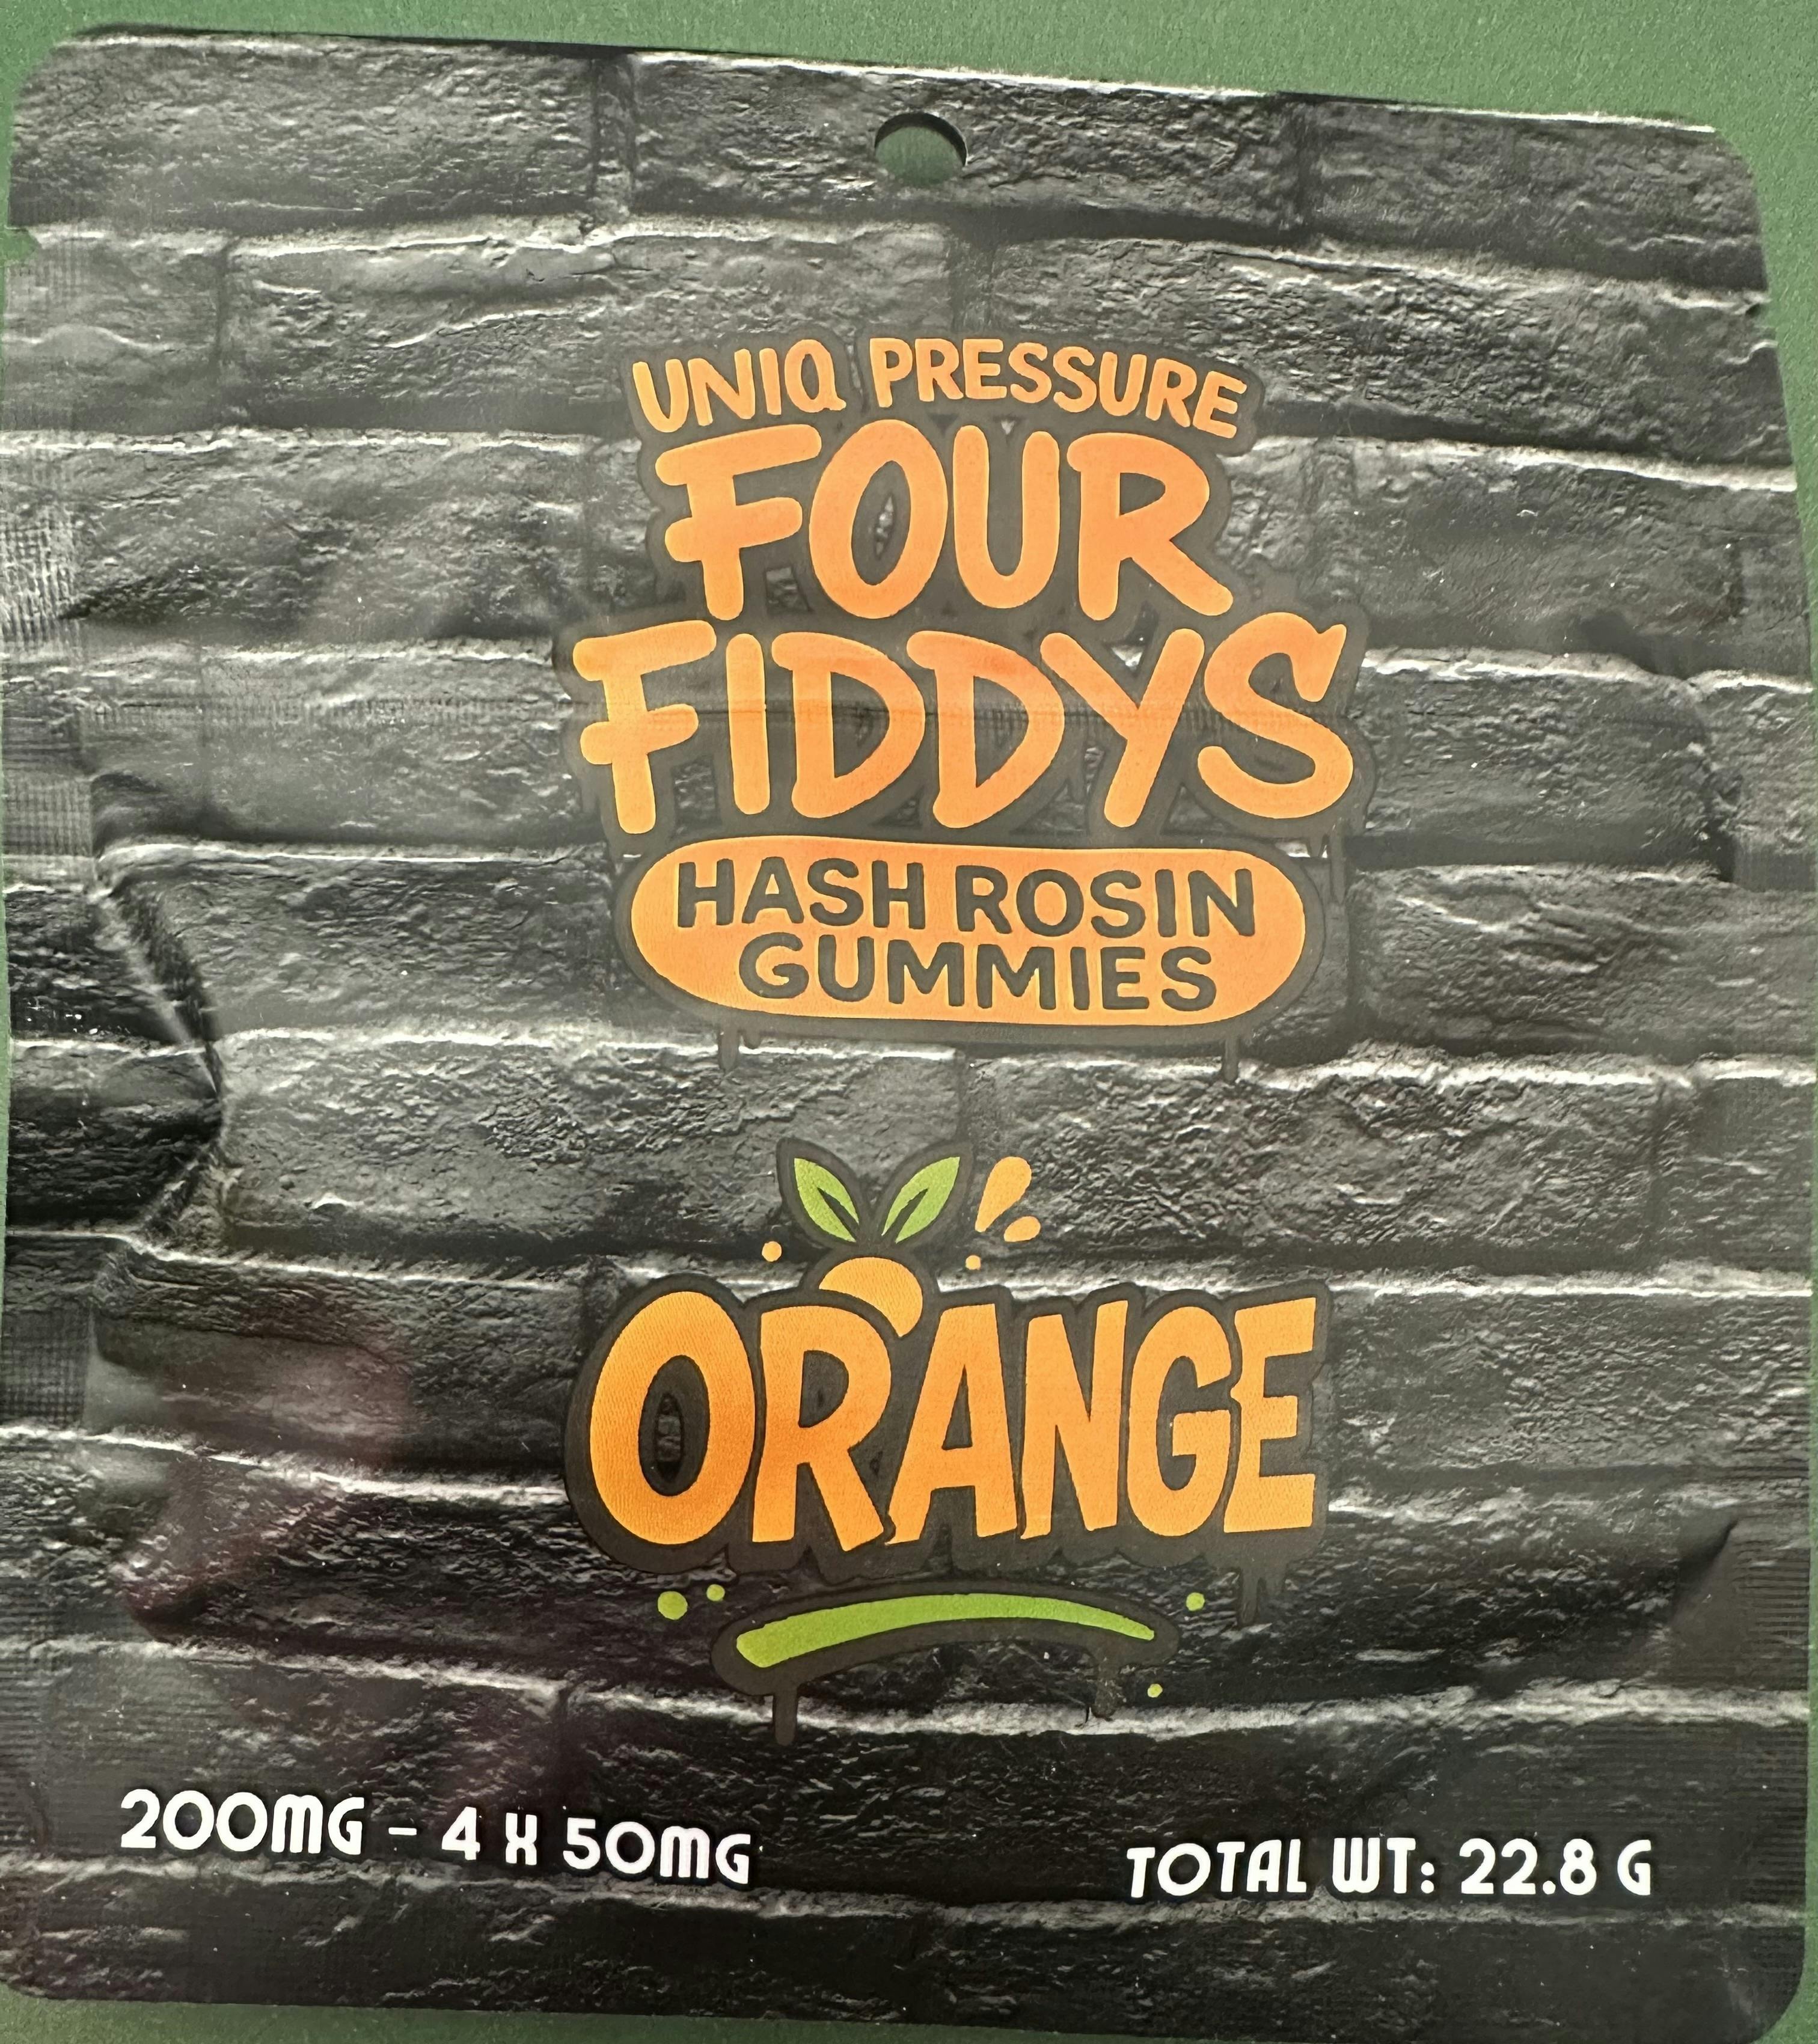 UNIQ PRESSURE
FOUR
FIDDYS
HASH ROSIN
GUMMIES
ORANGE
200MG - 4 X 50MG
TOTAL WT: 22.8 G